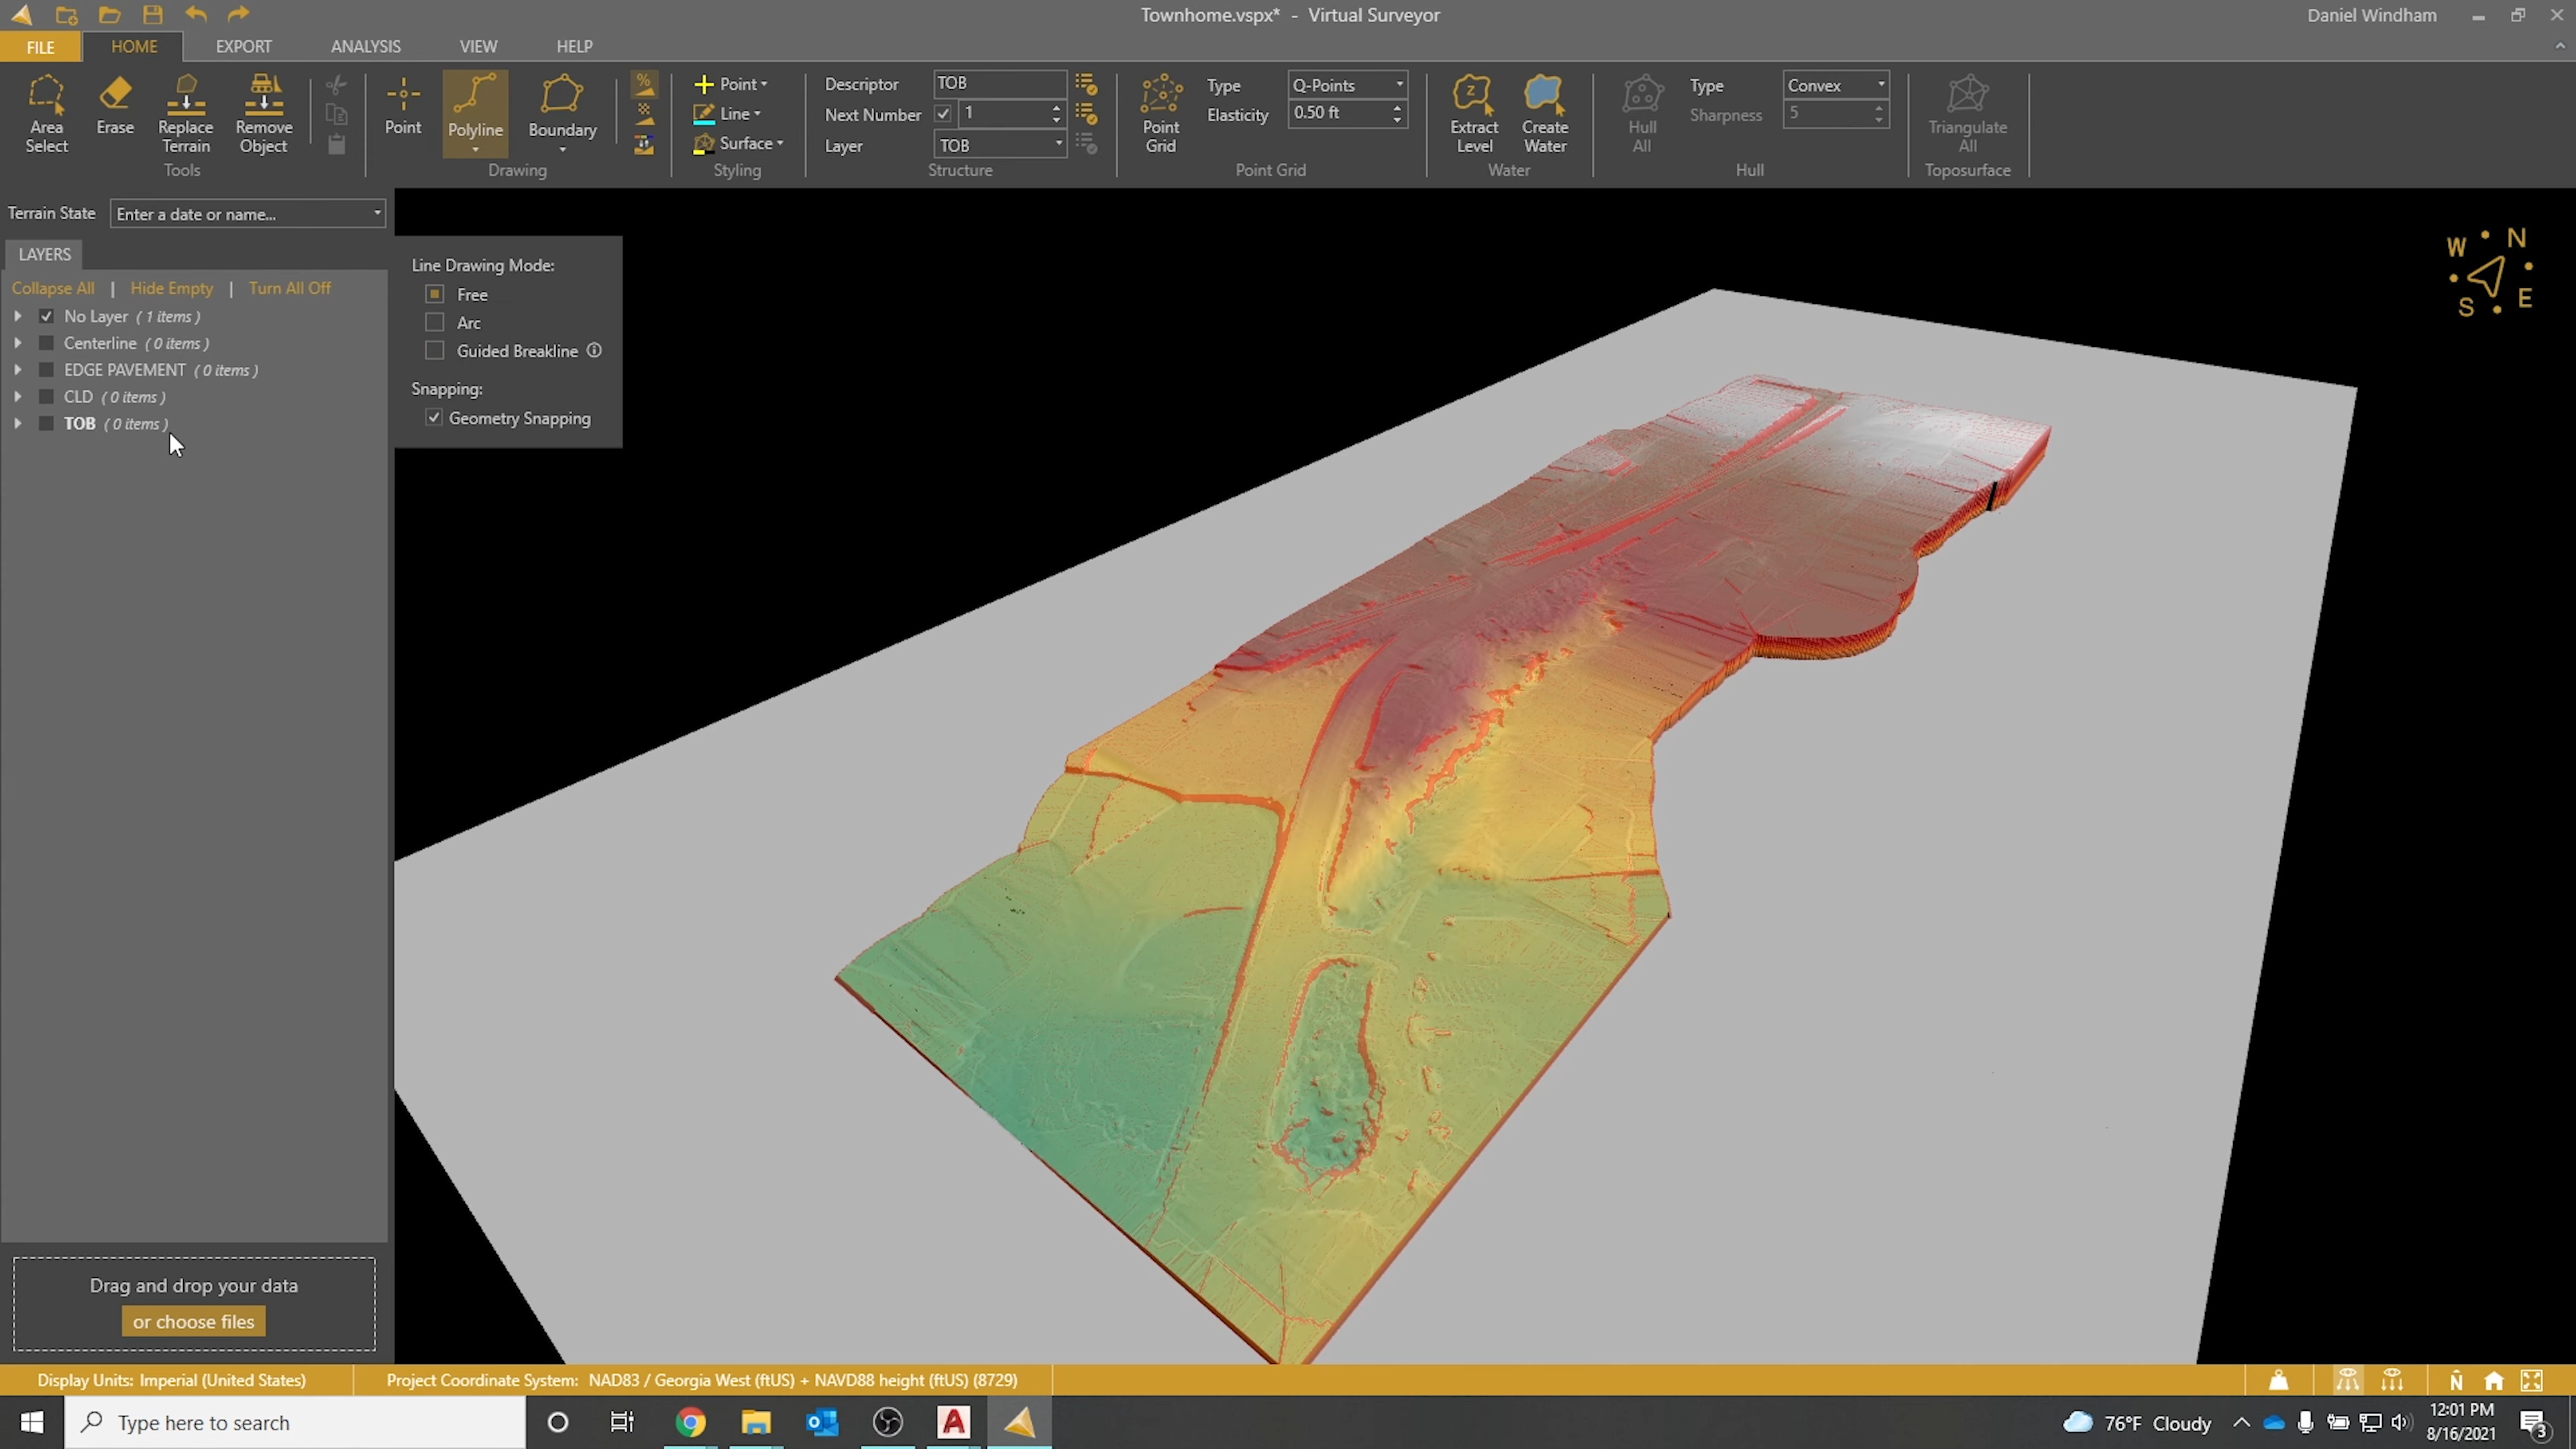 Townhome.vspx* - Virtual Surveyor
Daniel Windham
FILE
HOME
EXPORT
ANALYSIS
VIEW
HELP
Area Select
Erase
Replace Terrain
Remove Object
Tools
Point
Polyline
Boundary
Drawing
%
Point
Line
Surface
Styling
Descriptor TOB
Next Number 1
Layer TOB
Structure
Point Grid
Type Q-Points
Elasticity 0.50 ft
Point Grid
Extract Level
Create Water
Water
Hull All
Type Convex
Sharpness 5
Hull
Triangulate All
Toposurface
Terrain State Enter a date or name...
LAYERS
Collapse All | Hide Empty | Turn All Off
No Layer ( 1 items )
Centerline ( 0 items )
EDGE PAVEMENT ( 0 items )
CLD ( 0 items )
TOB ( 0 items )
Line Drawing Mode:
Free
Arc
Guided Breakline
Snapping:
Geometry Snapping
W N
S E
Drag and drop your data
or choose files
Display Units: Imperial (United States)
Project Coordinate System: NAD83 / Georgia West (ftUS) + NAVD88 height (ftUS) (8729)
N
Type here to search
76°F Cloudy
12:01 PM
8/16/2021
3